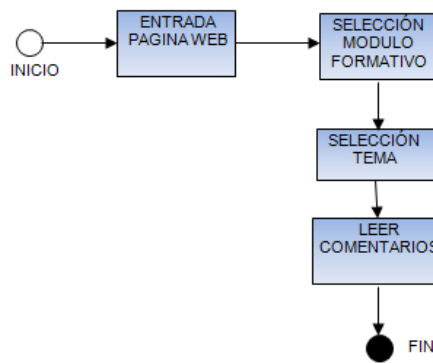 INICIO
ENTRADA
PAGINA WEB
SELECCIÓN
MODULO
FORMATIVO
SELECCIÓN
TEMA
LEER
COMENTARIOS
FIN